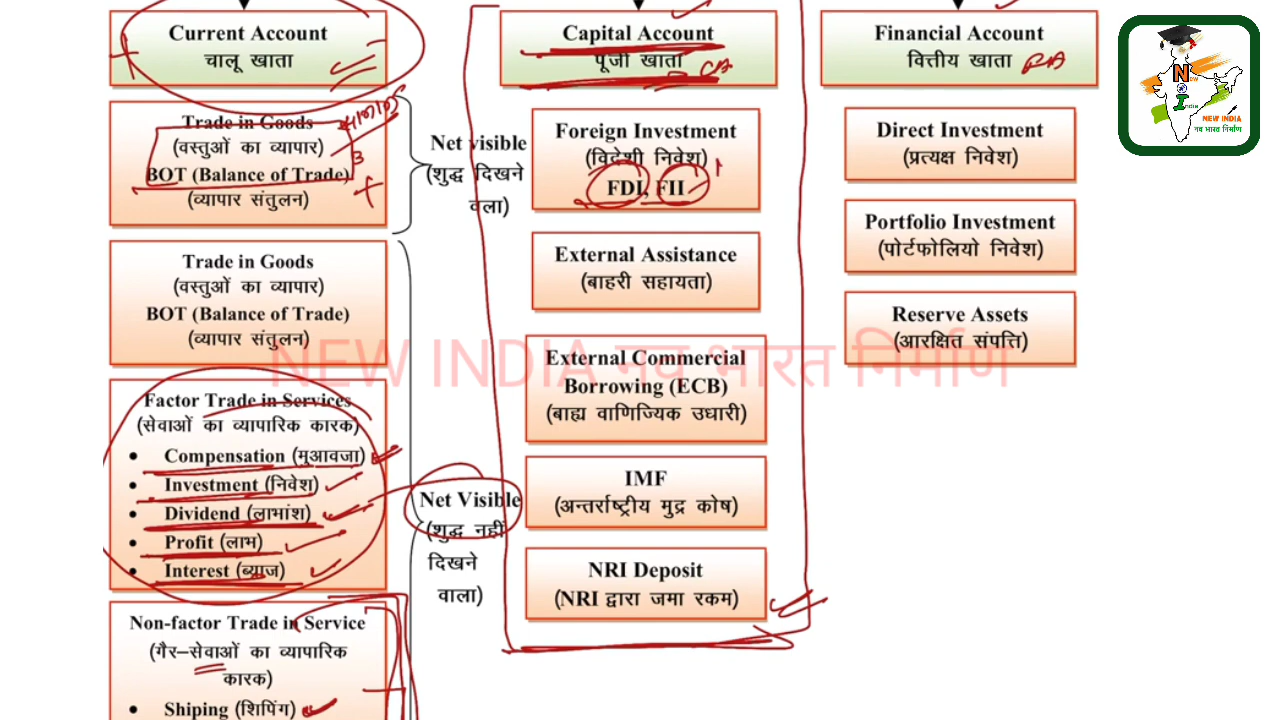 Current Account
चालू खाता
Trade in Goods
(वस्तुओं का व्यापार)
BOT (Balance of Trade)
(व्यापार संतुलन)
Net visible
(शुद्ध दिखने
वला)
Trade in Goods
(वस्तुओं का व्यापार)
BOT (Balance of Trade)
(व्यापार संतुलन)
Factor Trade in Services
(सेवाओं का व्यापारिक कारक)
• Compensation (मुआवजा)
• Investment (निवेश)
• Dividend (लाभांश)
• Profit (लाभ)
• Interest (ब्याज)
Net Visible
(शुद्ध नहीं
दिखने
वाला)
Non-factor Trade in Service
(गैर–सेवाओं का व्यापारिक
कारक)
• Shiping (शिपिंग)
Capital Account
पूंजी खाता
CA
Foreign Investment
(विदेशी निवेश)
FDI, FII
External Assistance
(बाहरी सहायता)
External Commercial
Borrowing (ECB)
(बाह्य वाणिज्यिक उधारी)
IMF
(अन्तर्राष्ट्रीय मुद्र कोष)
NRI Deposit
(NRI द्वारा जमा रकम)
Financial Account
वित्तीय खाता
Direct Investment
(प्रत्यक्ष निवेश)
Portfolio Investment
(पोर्टफोलियो निवेश)
Reserve Assets
(आरक्षित संपत्ति)
NEW INDIA नव भारत निर्माण
NEW INDIA
नव भारत निर्माण